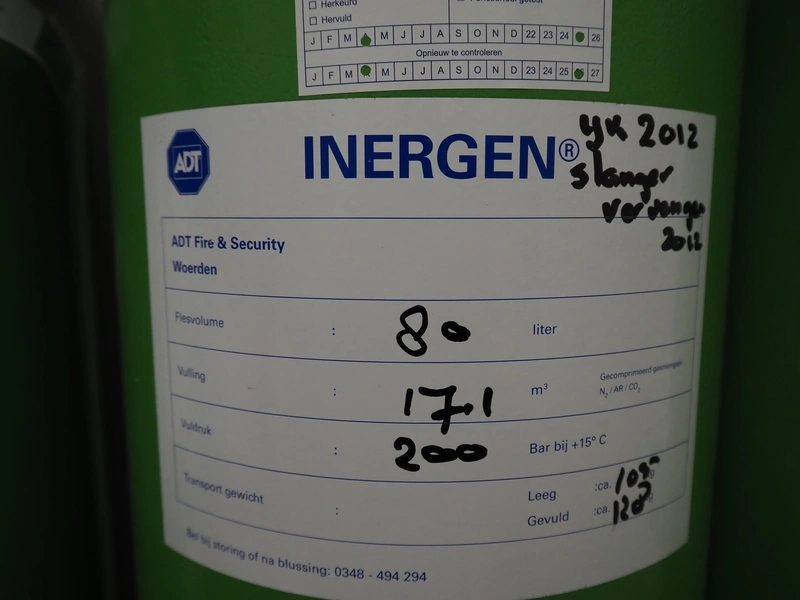 Herkeurd
Hervuld
J F M M J J A S O N D 22 23 24 26
Opnieuw te controleren
J F M M J J A S O N D 23 24 25 27
ADT
INERGEN®
YK 2012
slanger
vervangen
2012
ADT Fire & Security
Woerden
Flesvolume : 80 liter
Vulling : 17.1 m³ Gecomprimeerd gasmengsel
N₂ / AR / CO₂
Vuldruk : 200 Bar bij +15° C
Transport gewicht :
Leeg :ca.
Gevuld :ca. 120
Bel bij storing of na blussing: 0348 - 494 294